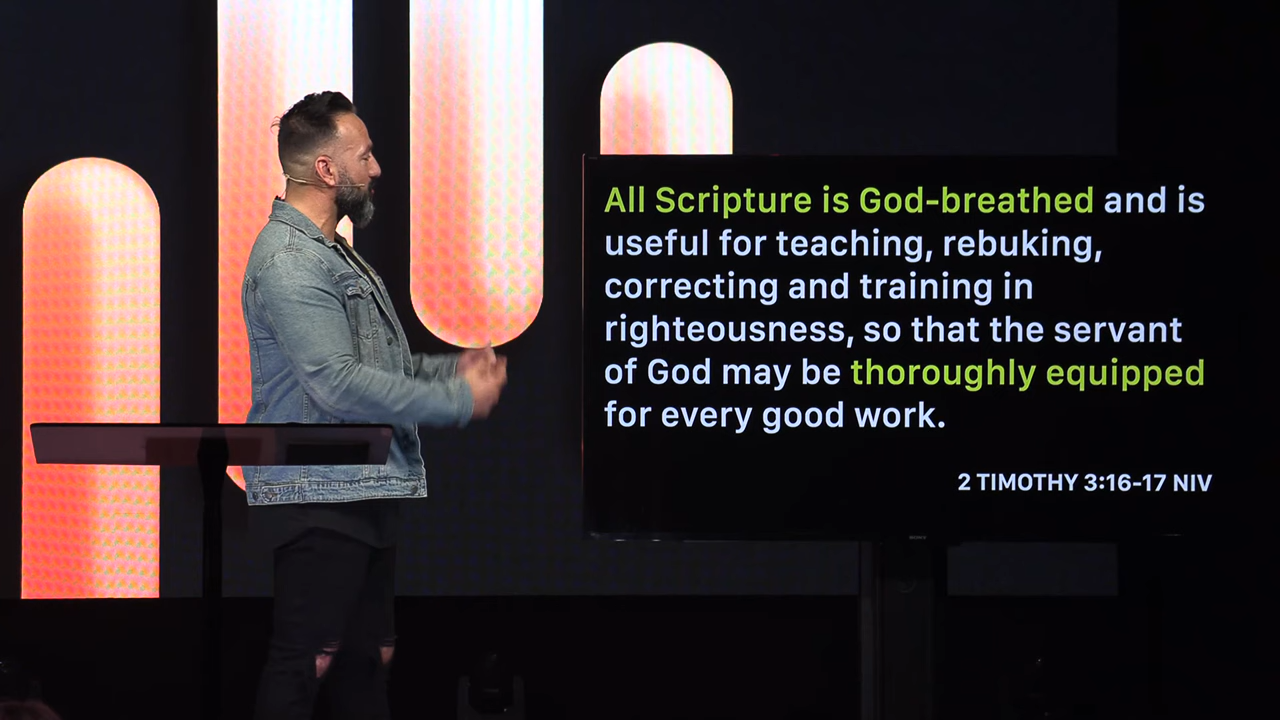 All Scripture is God-breathed and is
useful for teaching, rebuking,
correcting and training in
righteousness, so that the servant
of God may be thoroughly equipped
for every good work.
2 TIMOTHY 3:16-17 NIV
SONY